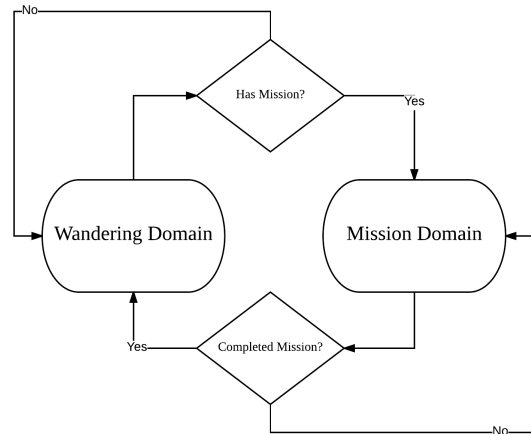 No
Has Mission?
Yes
Wandering Domain
Mission Domain
Completed Mission?
Yes
No